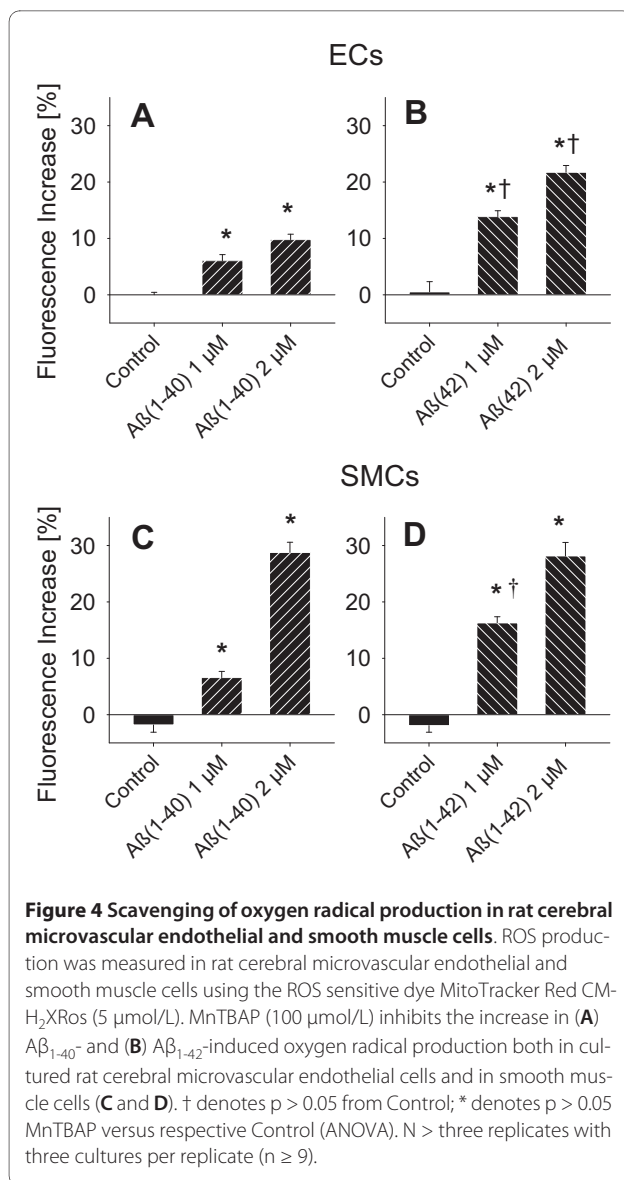 ECs
Fluorescence Increase [%]
A
30
20
10
0
*
*
Control
Aß(1-40) 1 µM
Aß(1-40) 2 µM
B
30
20
10
0
*†
*†
Control
Aß(42) 1 µM
Aß(42) 2 µM
SMCs
Fluorescence Increase [%]
C
30
20
10
0
*
*
Control
Aß(1-40) 1 µM
Aß(1-40) 2 µM
D
30
20
10
0
* †
*
Control
Aß(1-42) 1 µM
Aß(1-42) 2 µM
Figure 4 Scavenging of oxygen radical production in rat cerebral
microvascular endothelial and smooth muscle cells. ROS produc-
tion was measured in rat cerebral microvascular endothelial and
smooth muscle cells using the ROS sensitive dye MitoTracker Red CM-
H₂XRos (5 μmol/L). MnTBAP (100 μmol/L) inhibits the increase in (A)
Aβ₁₋₄₀- and (B) Aβ₁₋₄₂-induced oxygen radical production both in cul-
tured rat cerebral microvascular endothelial cells and in smooth mus-
cle cells (C and D). † denotes p > 0.05 from Control; * denotes p > 0.05
MnTBAP versus respective Control (ANOVA). N > three replicates with
three cultures per replicate (n ≥ 9).